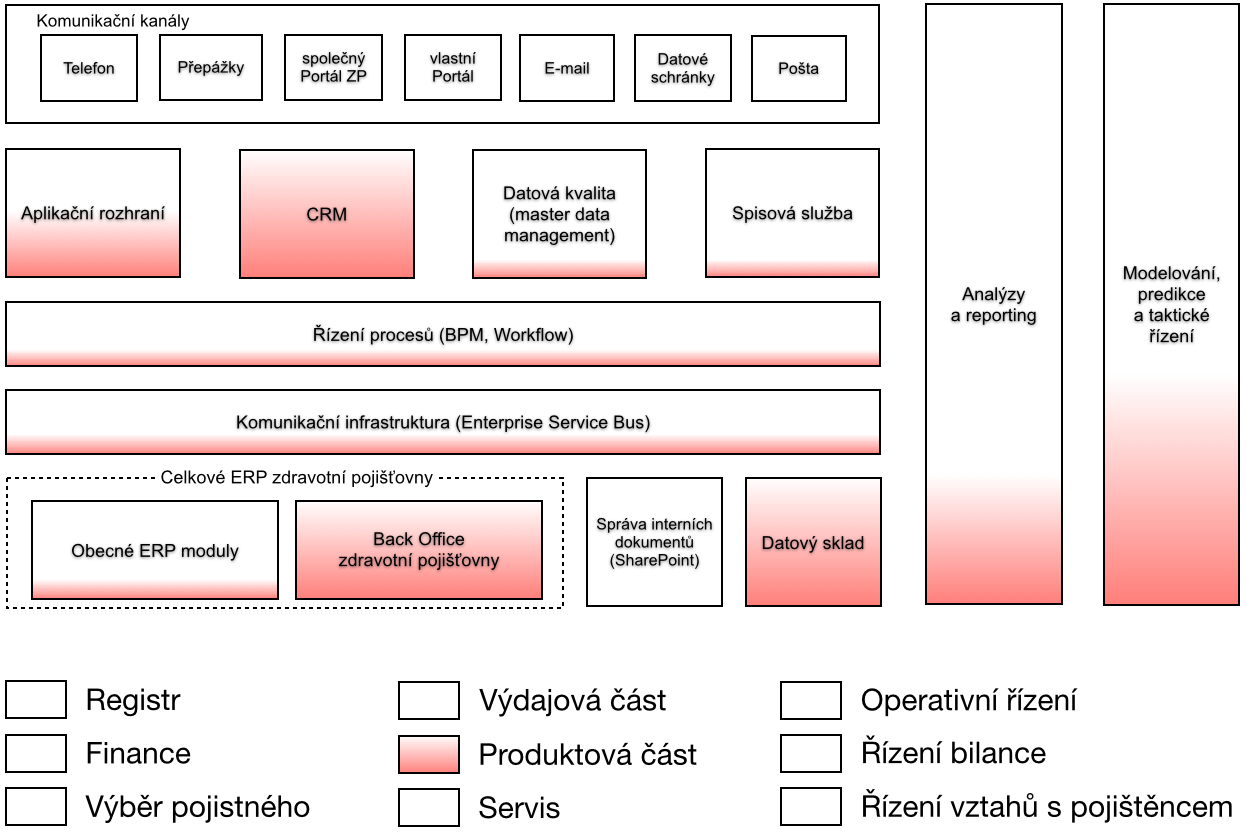 Komunikační kanály
Telefon
Přepážky
společný
Portál ZP
vlastní
Portál
E-mail
Datové
schránky
Pošta
Aplikační rozhraní
CRM
Datová kvalita
(master data
management)
Spisová služba
Řízení procesů (BPM, Workflow)
Komunikační infrastruktura (Enterprise Service Bus)
Celkové ERP zdravotní pojišťovny
Obecné ERP moduly
Back Office
zdravotní pojišťovny
Správa interních
dokumentů
(SharePoint)
Datový sklad
Analýzy
a reporting
Modelování,
predikce
a taktické
řízení
Registr
Finance
Výběr pojistného
Výdajová část
Produktová část
Servis
Operativní řízení
Řízení bilance
Řízení vztahů s pojištěncem